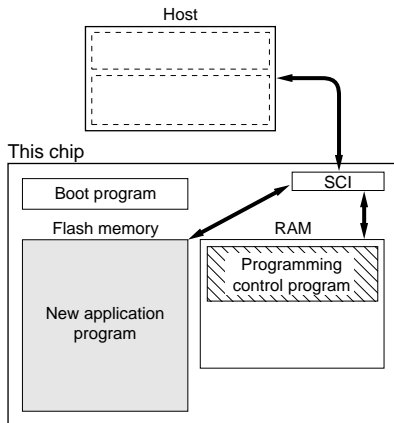 Host
This chip
SCI
Boot program
Flash memory
RAM
Programming
control program
New application
program